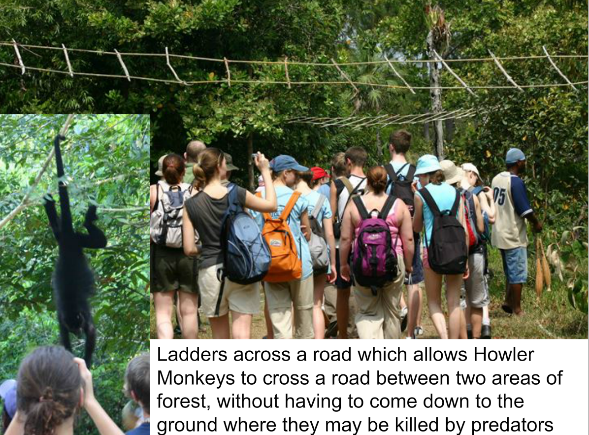 95
Ladders across a road which allows Howler
Monkeys to cross a road between two areas of
forest, without having to come down to the
ground where they may be killed by predators